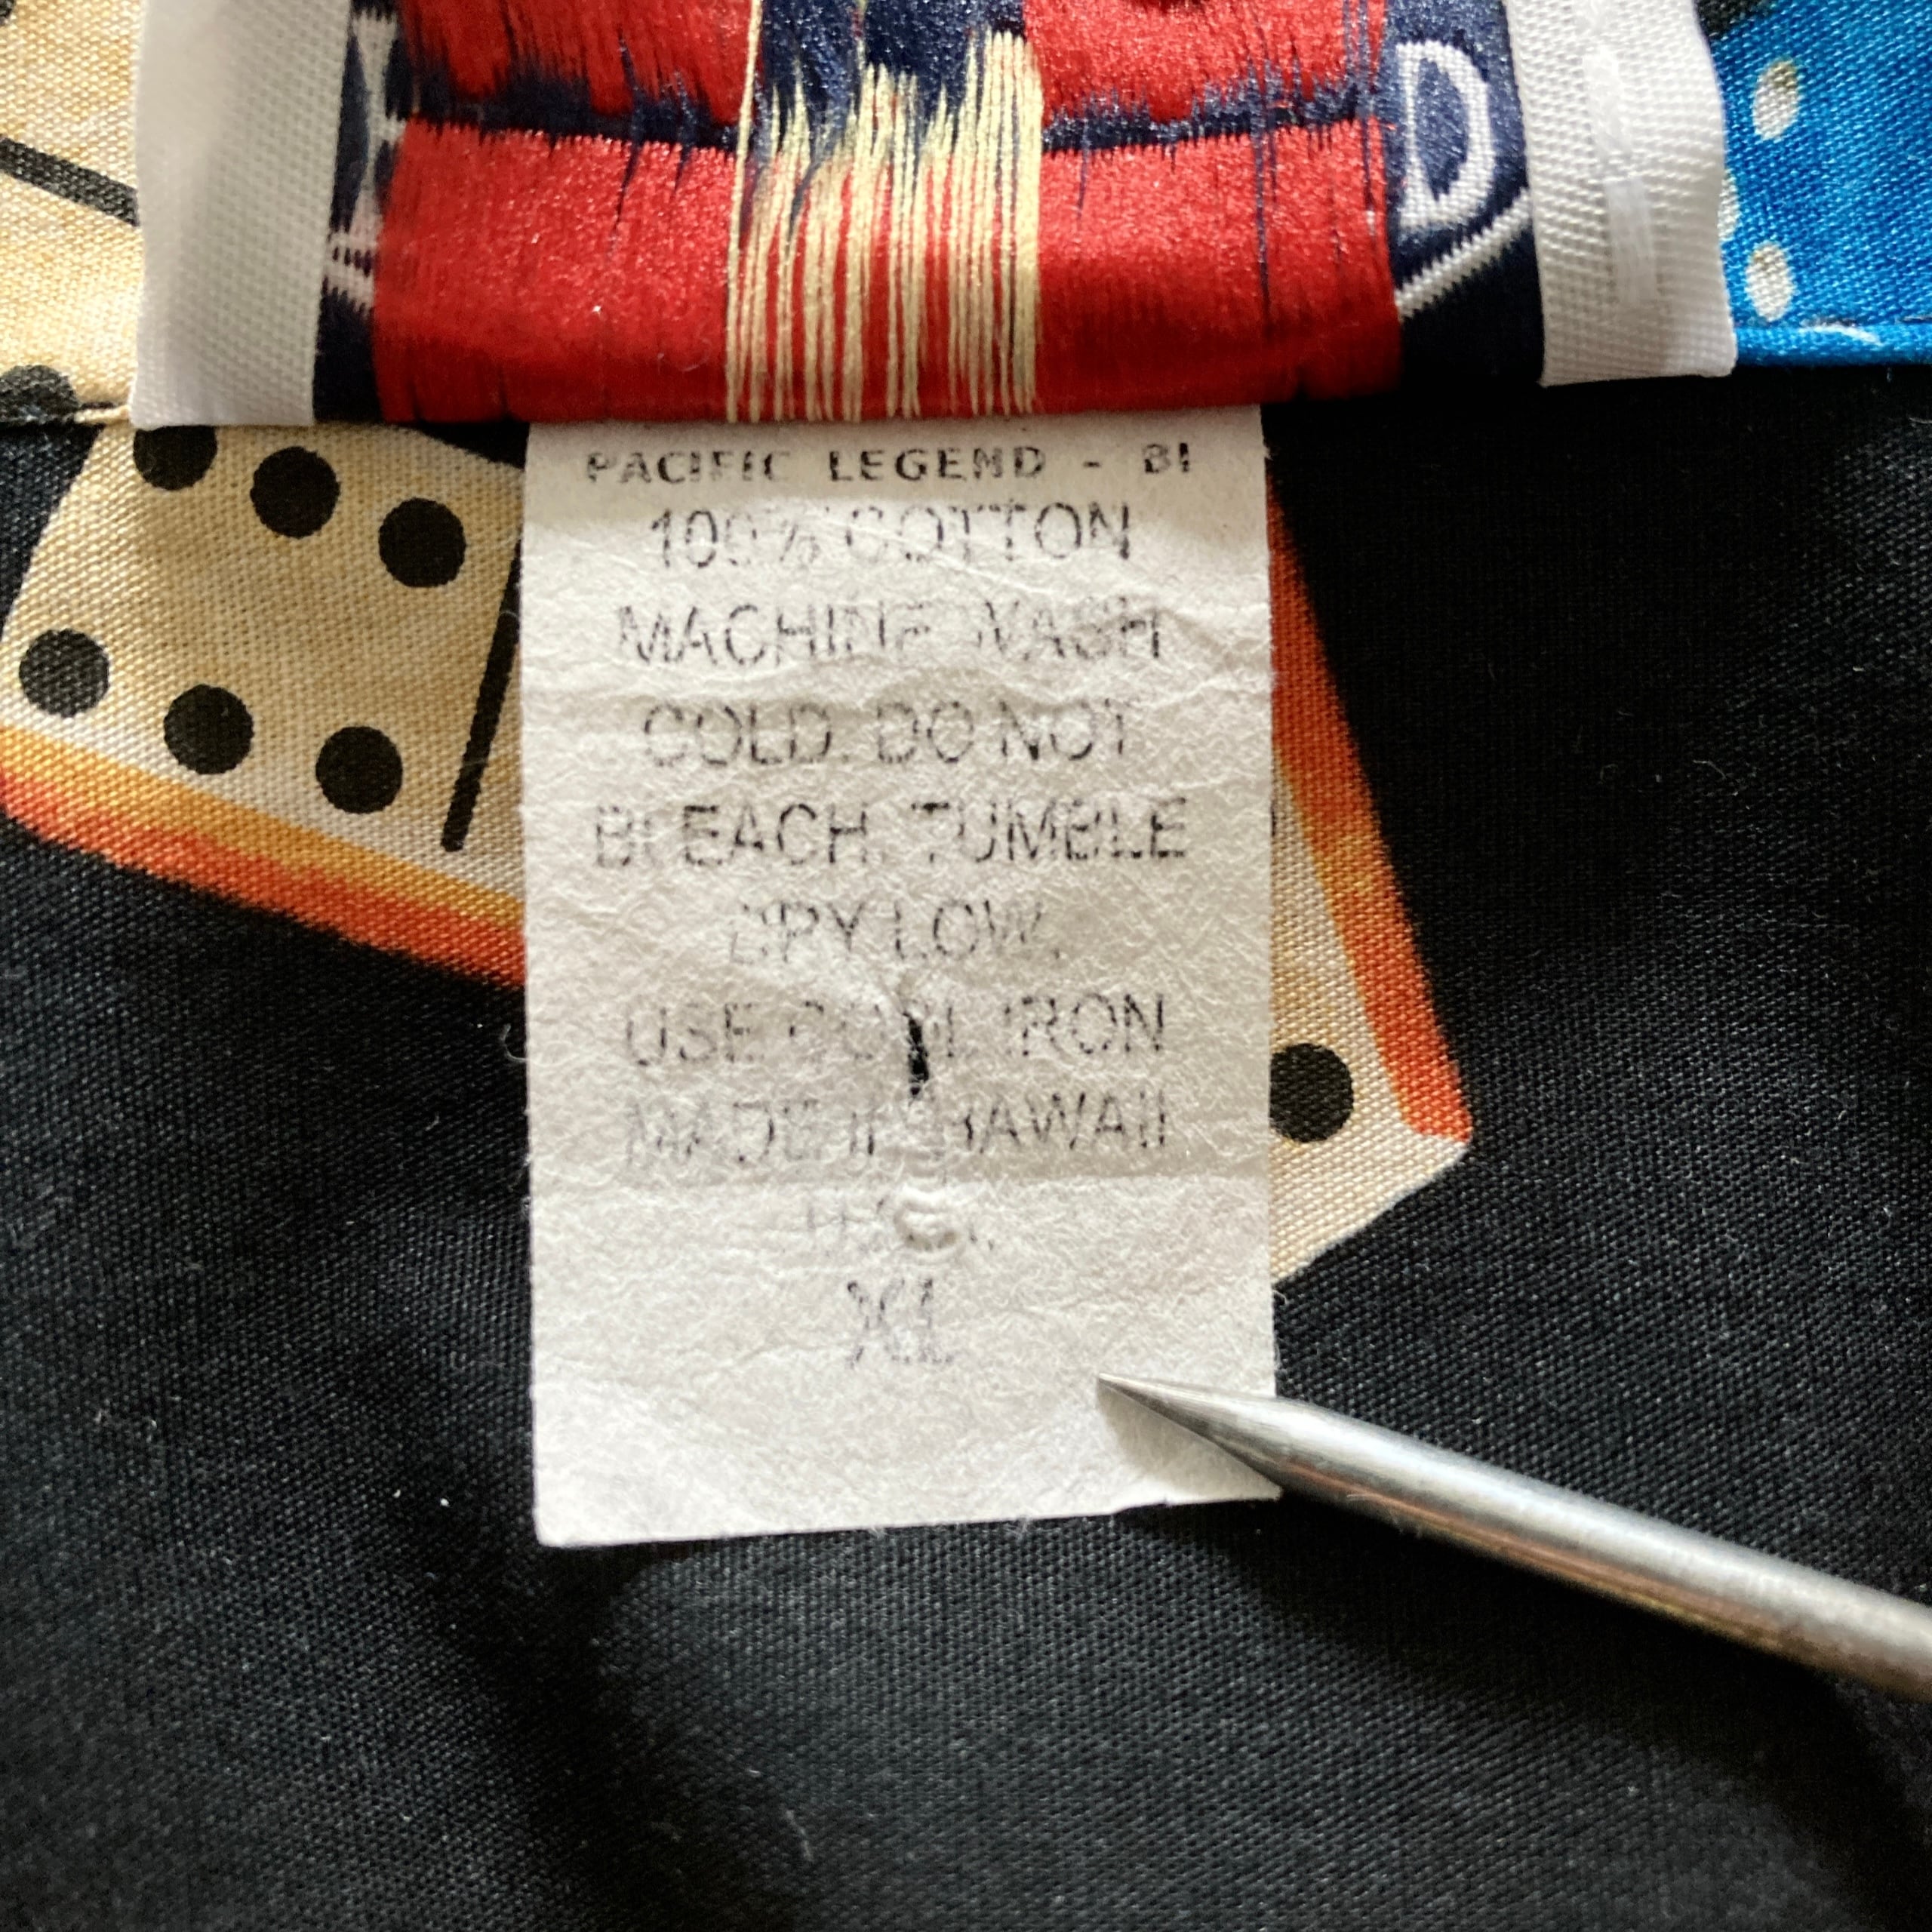 D
PACIFIC LEGEND - BI
100% COTTON
MACHINE WASH
COLD. DO NOT
BLEACH. TUMBLE
DRY LOW.
USE COOL IRON
MADE IN HAWAII
XL